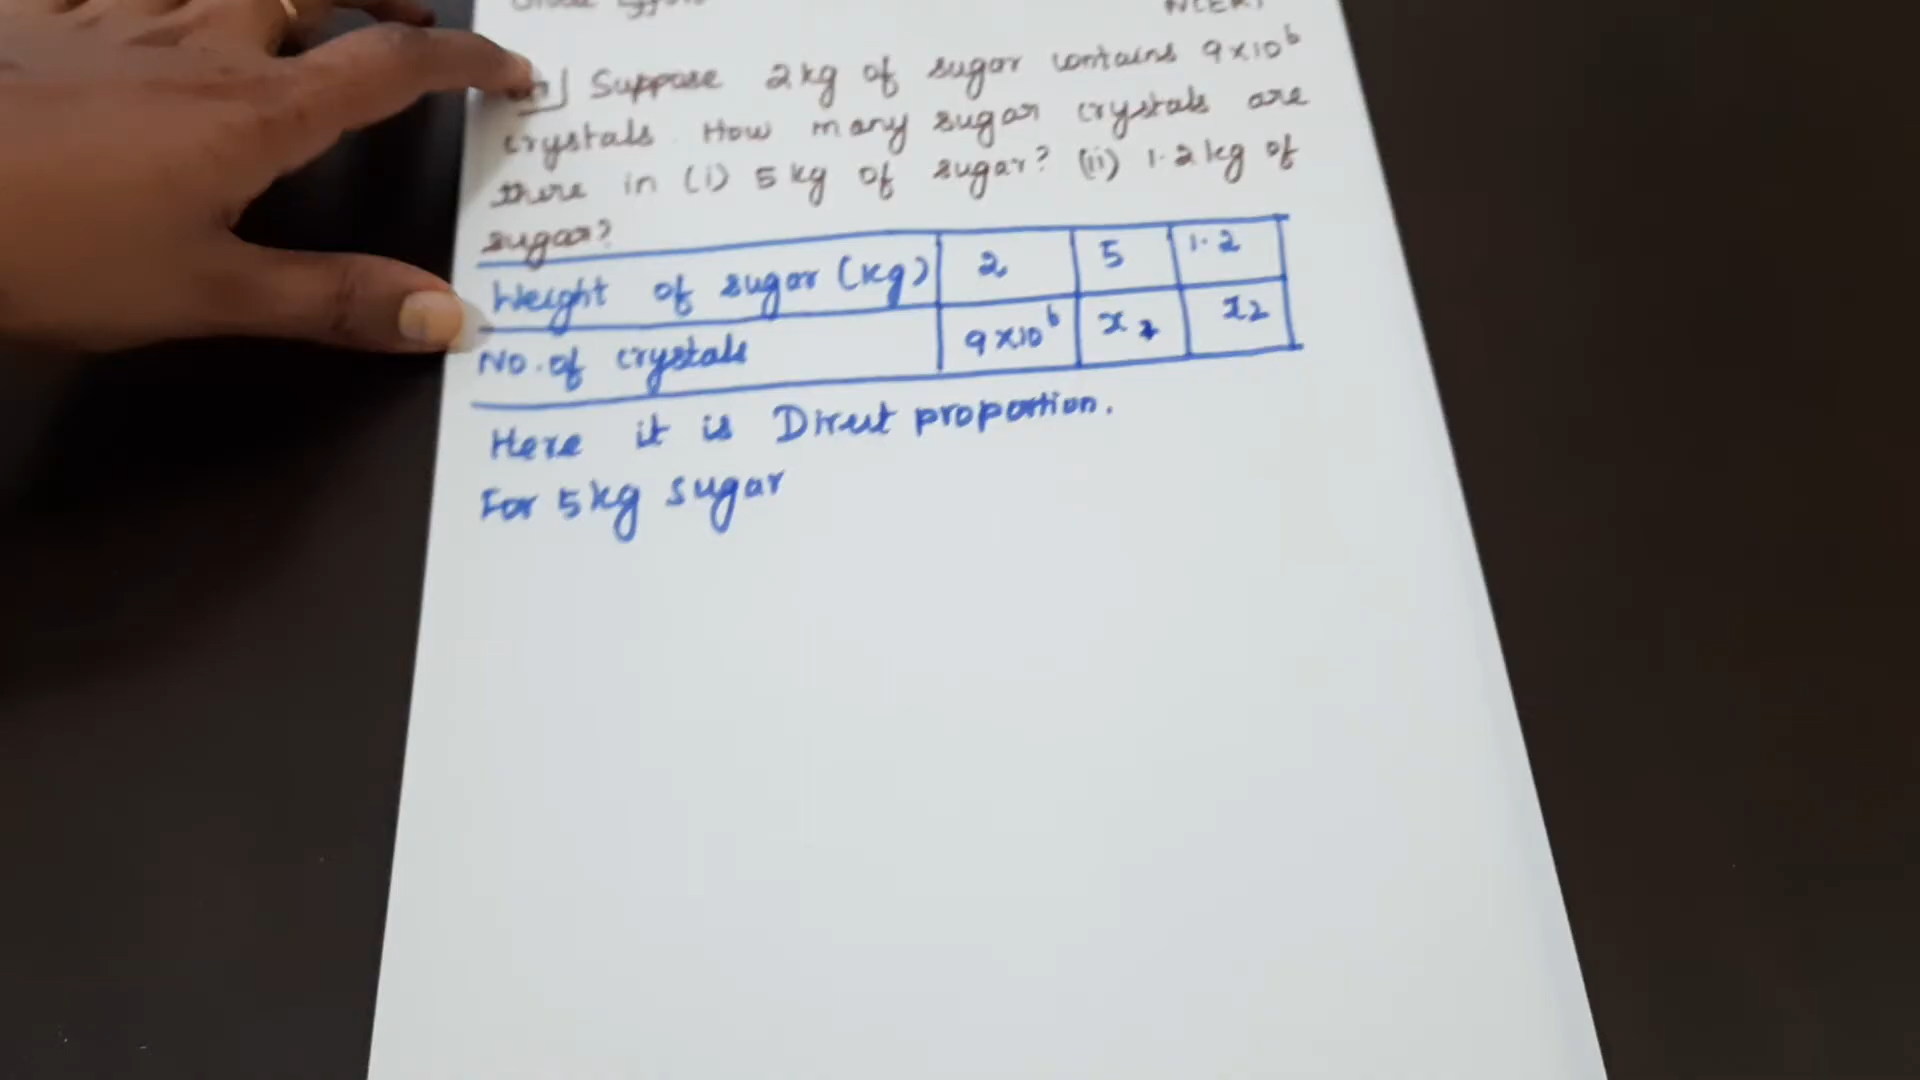 Suppose 2kg of sugar contains 9×10⁶
crystals. How many sugar crystals are
there in (i) 5kg of sugar? (ii) 1.2kg of
sugar?
Weight of sugar (kg) 2 5 1.2
No. of crystals 9×10⁶ x x2
Here it is Direct proportion.
For 5kg sugar